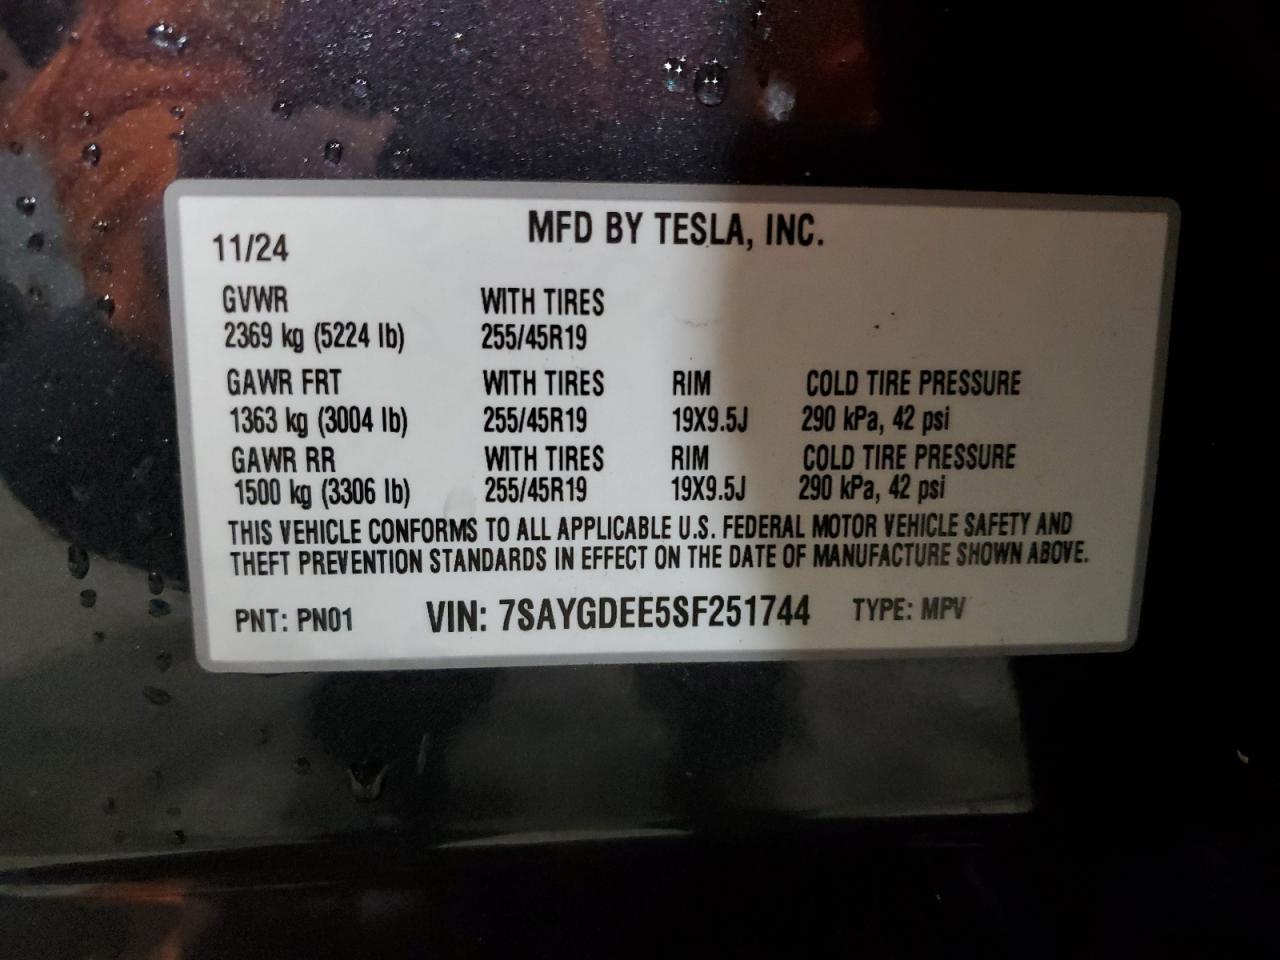 MFD BY TESLA, INC.
11/24
GVWR WITH TIRES
2369 kg (5224 lb) 255/45R19
GAWR FRT WITH TIRES RIM COLD TIRE PRESSURE
1363 kg (3004 lb) 255/45R19 19X9.5J 290 kPa, 42 psi
GAWR RR WITH TIRES RIM COLD TIRE PRESSURE
1500 kg (3306 lb) 255/45R19 19X9.5J 290 kPa, 42 psi
THIS VEHICLE CONFORMS TO ALL APPLICABLE U.S. FEDERAL MOTOR VEHICLE SAFETY AND
THEFT PREVENTION STANDARDS IN EFFECT ON THE DATE OF MANUFACTURE SHOWN ABOVE.
PNT: PN01 VIN: 7SAYGDEE5SF251744 TYPE: MPV